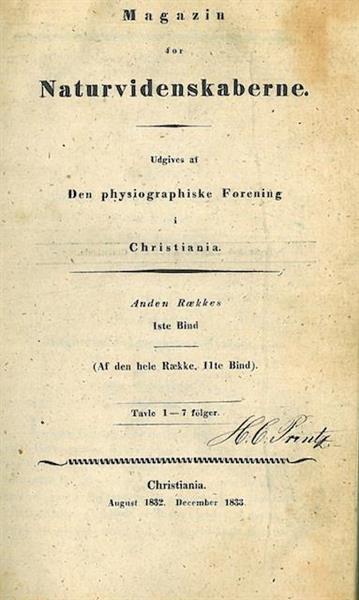 Magazin
for
Naturvidenskaberne.
Udgives af
Den physiographiske Forening
i
Christiania.
Anden Rækkes
1ste Bind
(Af den hele Række, 11te Bind).
Tavle 1—7 følger.
H. C. Printz
Christiania.
August 1832. December 1833.